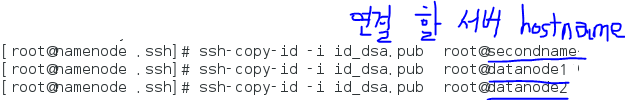 연결 할 서버 hostname
[root@namenode .ssh]# ssh-copy-id -i id_dsa.pub root@secondname
[root@namenode .ssh]# ssh-copy-id -i id_dsa.pub root@datanode1
[root@namenode .ssh]# ssh-copy-id -i id_dsa.pub root@datanode2